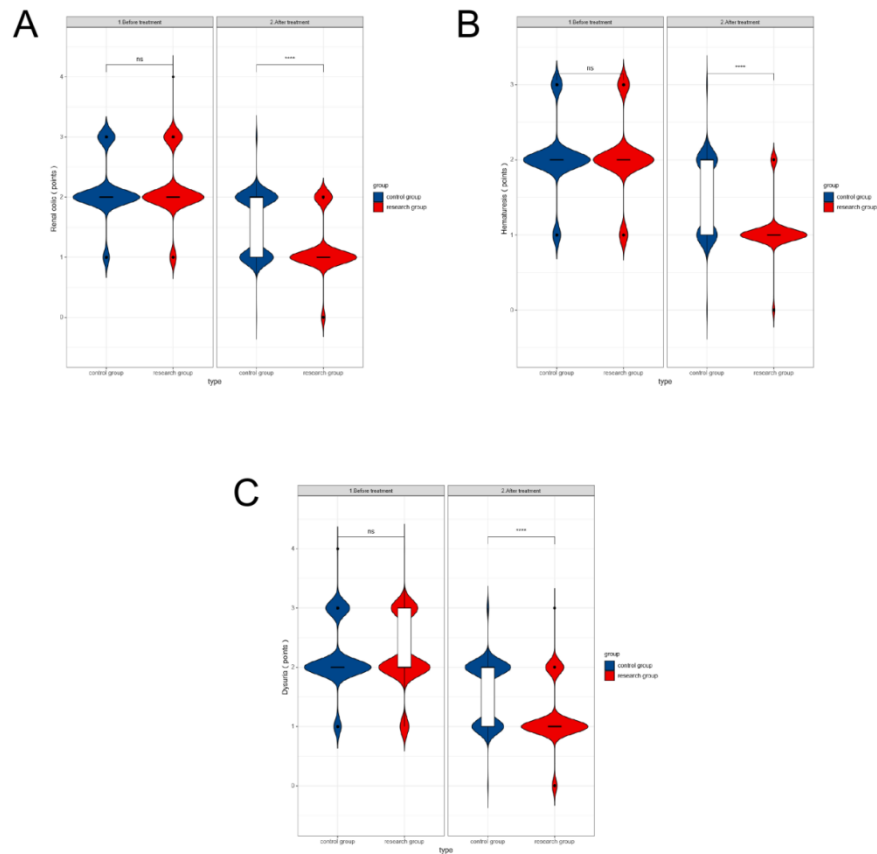 A
1.Before treatment
2.After treatment
ns
****
4
3
2
1
0
Renal colic ( points )
control group
research group
control group
research group
type
group
control group
research group
B
1.Before treatment
2.After treatment
ns
****
3
2
1
0
Hematuresis ( points )
control group
research group
control group
research group
type
group
control group
research group
C
1.Before treatment
2.After treatment
ns
****
4
3
2
1
0
Dysuria ( points )
control group
research group
control group
research group
type
group
control group
research group